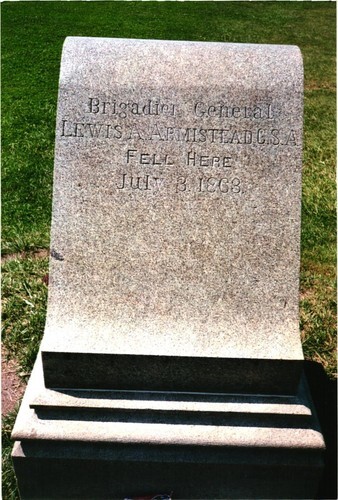 Brigadier General
LEWIS A. ARMISTEAD C.S.A.
FELL HERE
JULY 3. 1863.